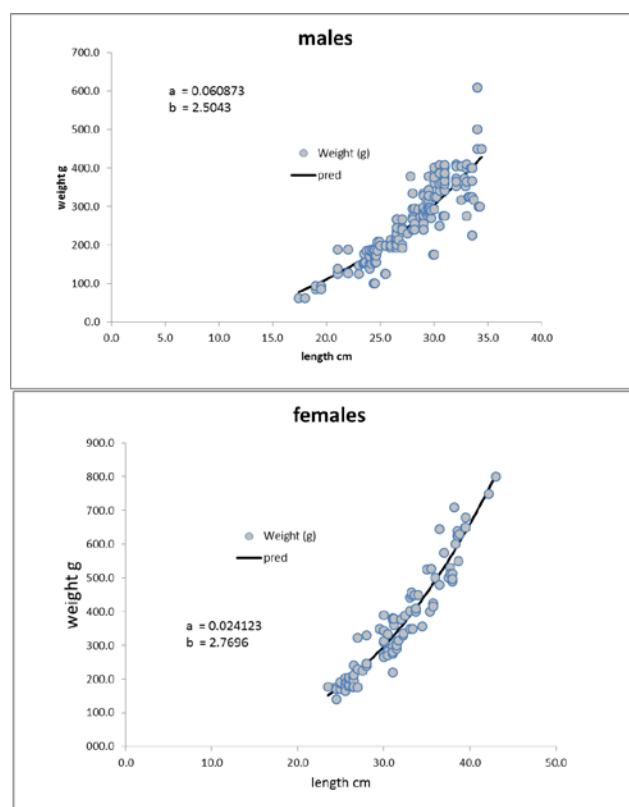 males
700.0
600.0
500.0
400.0
300.0
200.0
100.0
0.0
a = 0.060873
b = 2.5043
Weight (g)
pred
weight g
0.0 5.0 10.0 15.0 20.0 25.0 30.0 35.0 40.0
length cm
females
900.0
800.0
700.0
600.0
500.0
400.0
300.0
200.0
100.0
000.0
Weight (g)
pred
a = 0.024123
b = 2.7696
weight g
0.0 10.0 20.0 30.0 40.0 50.0
length cm